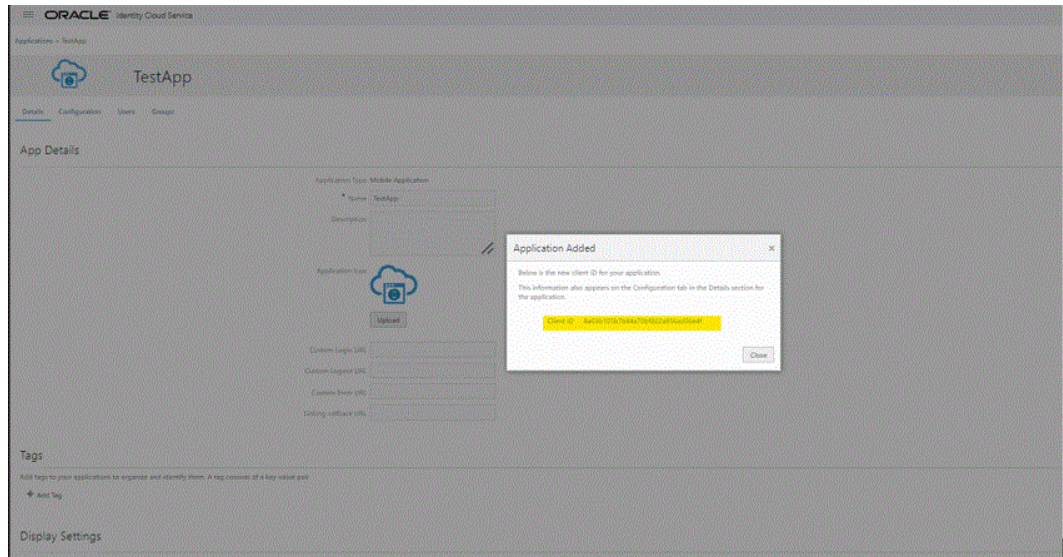 ORACLE Identity Cloud Service
Applications > TestApp
TestApp
Details Configuration Users Groups
App Details
Application Type Mobile Application
* Name TestApp
Description
Application Icon
Upload
Custom Login URL
Custom Logout URL
Custom Error URL
Linking callback URL
Tags
Add tags to your applications to organize and identify them. A tag consists of a key-value pair.
+ Add Tag
Display Settings
Application Added ×
Below is the new client ID for your application.
This information also appears on the Configuration tab in the Details section for
the application.
Client ID
Close